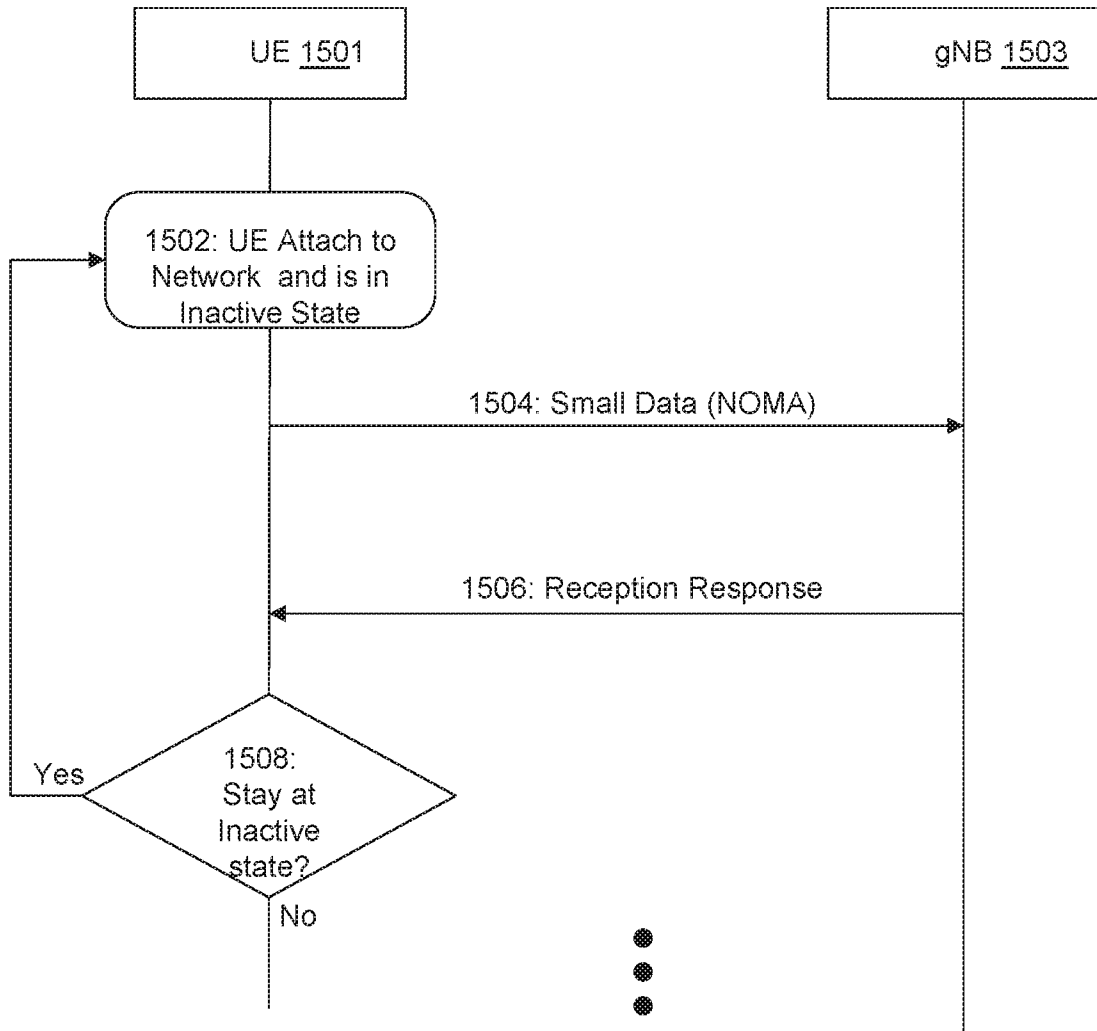 UE 1501
gNB 1503
1502: UE Attach to
Network and is in
Inactive State
1504: Small Data (NOMA)
1506: Reception Response
1508:
Stay at
Inactive
state?
Yes
No